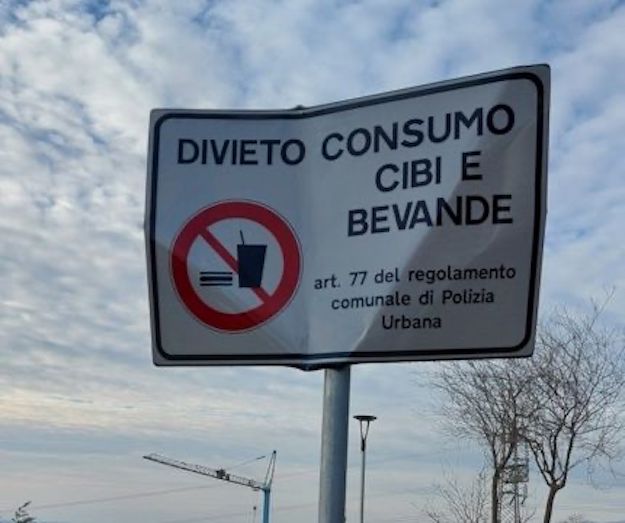 DIVIETO CONSUMO
CIBI E
BEVANDE
art. 77 del regolamento
comunale di Polizia
Urbana